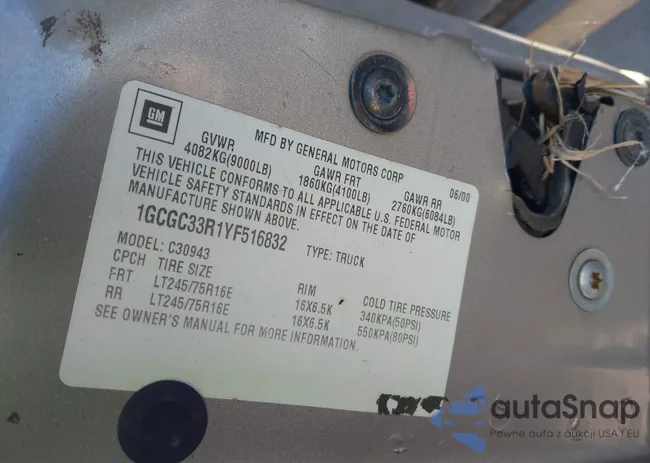 GM
MFD BY GENERAL MOTORS CORP 06/00
GVWR GAWR FRT GAWR RR
4082KG(9000LB) 1860KG(4100LB) 2760KG(6084LB)
THIS VEHICLE CONFORMS TO ALL APPLICABLE U.S. FEDERAL MOTOR
VEHICLE SAFETY STANDARDS IN EFFECT ON THE DATE OF
MANUFACTURE SHOWN ABOVE.
1GCGC33R1YF516832 TYPE: TRUCK
MODEL: C30943
CPCH TIRE SIZE RIM COLD TIRE PRESSURE
FRT LT245/75R16E 16X6.5K 340KPA(50PSI)
RR LT245/75R16E 16X6.5K 550KPA(80PSI)
SEE OWNER'S MANUAL FOR MORE INFORMATION.
autaSnap
Pewne auta z aukcji USA Y EU